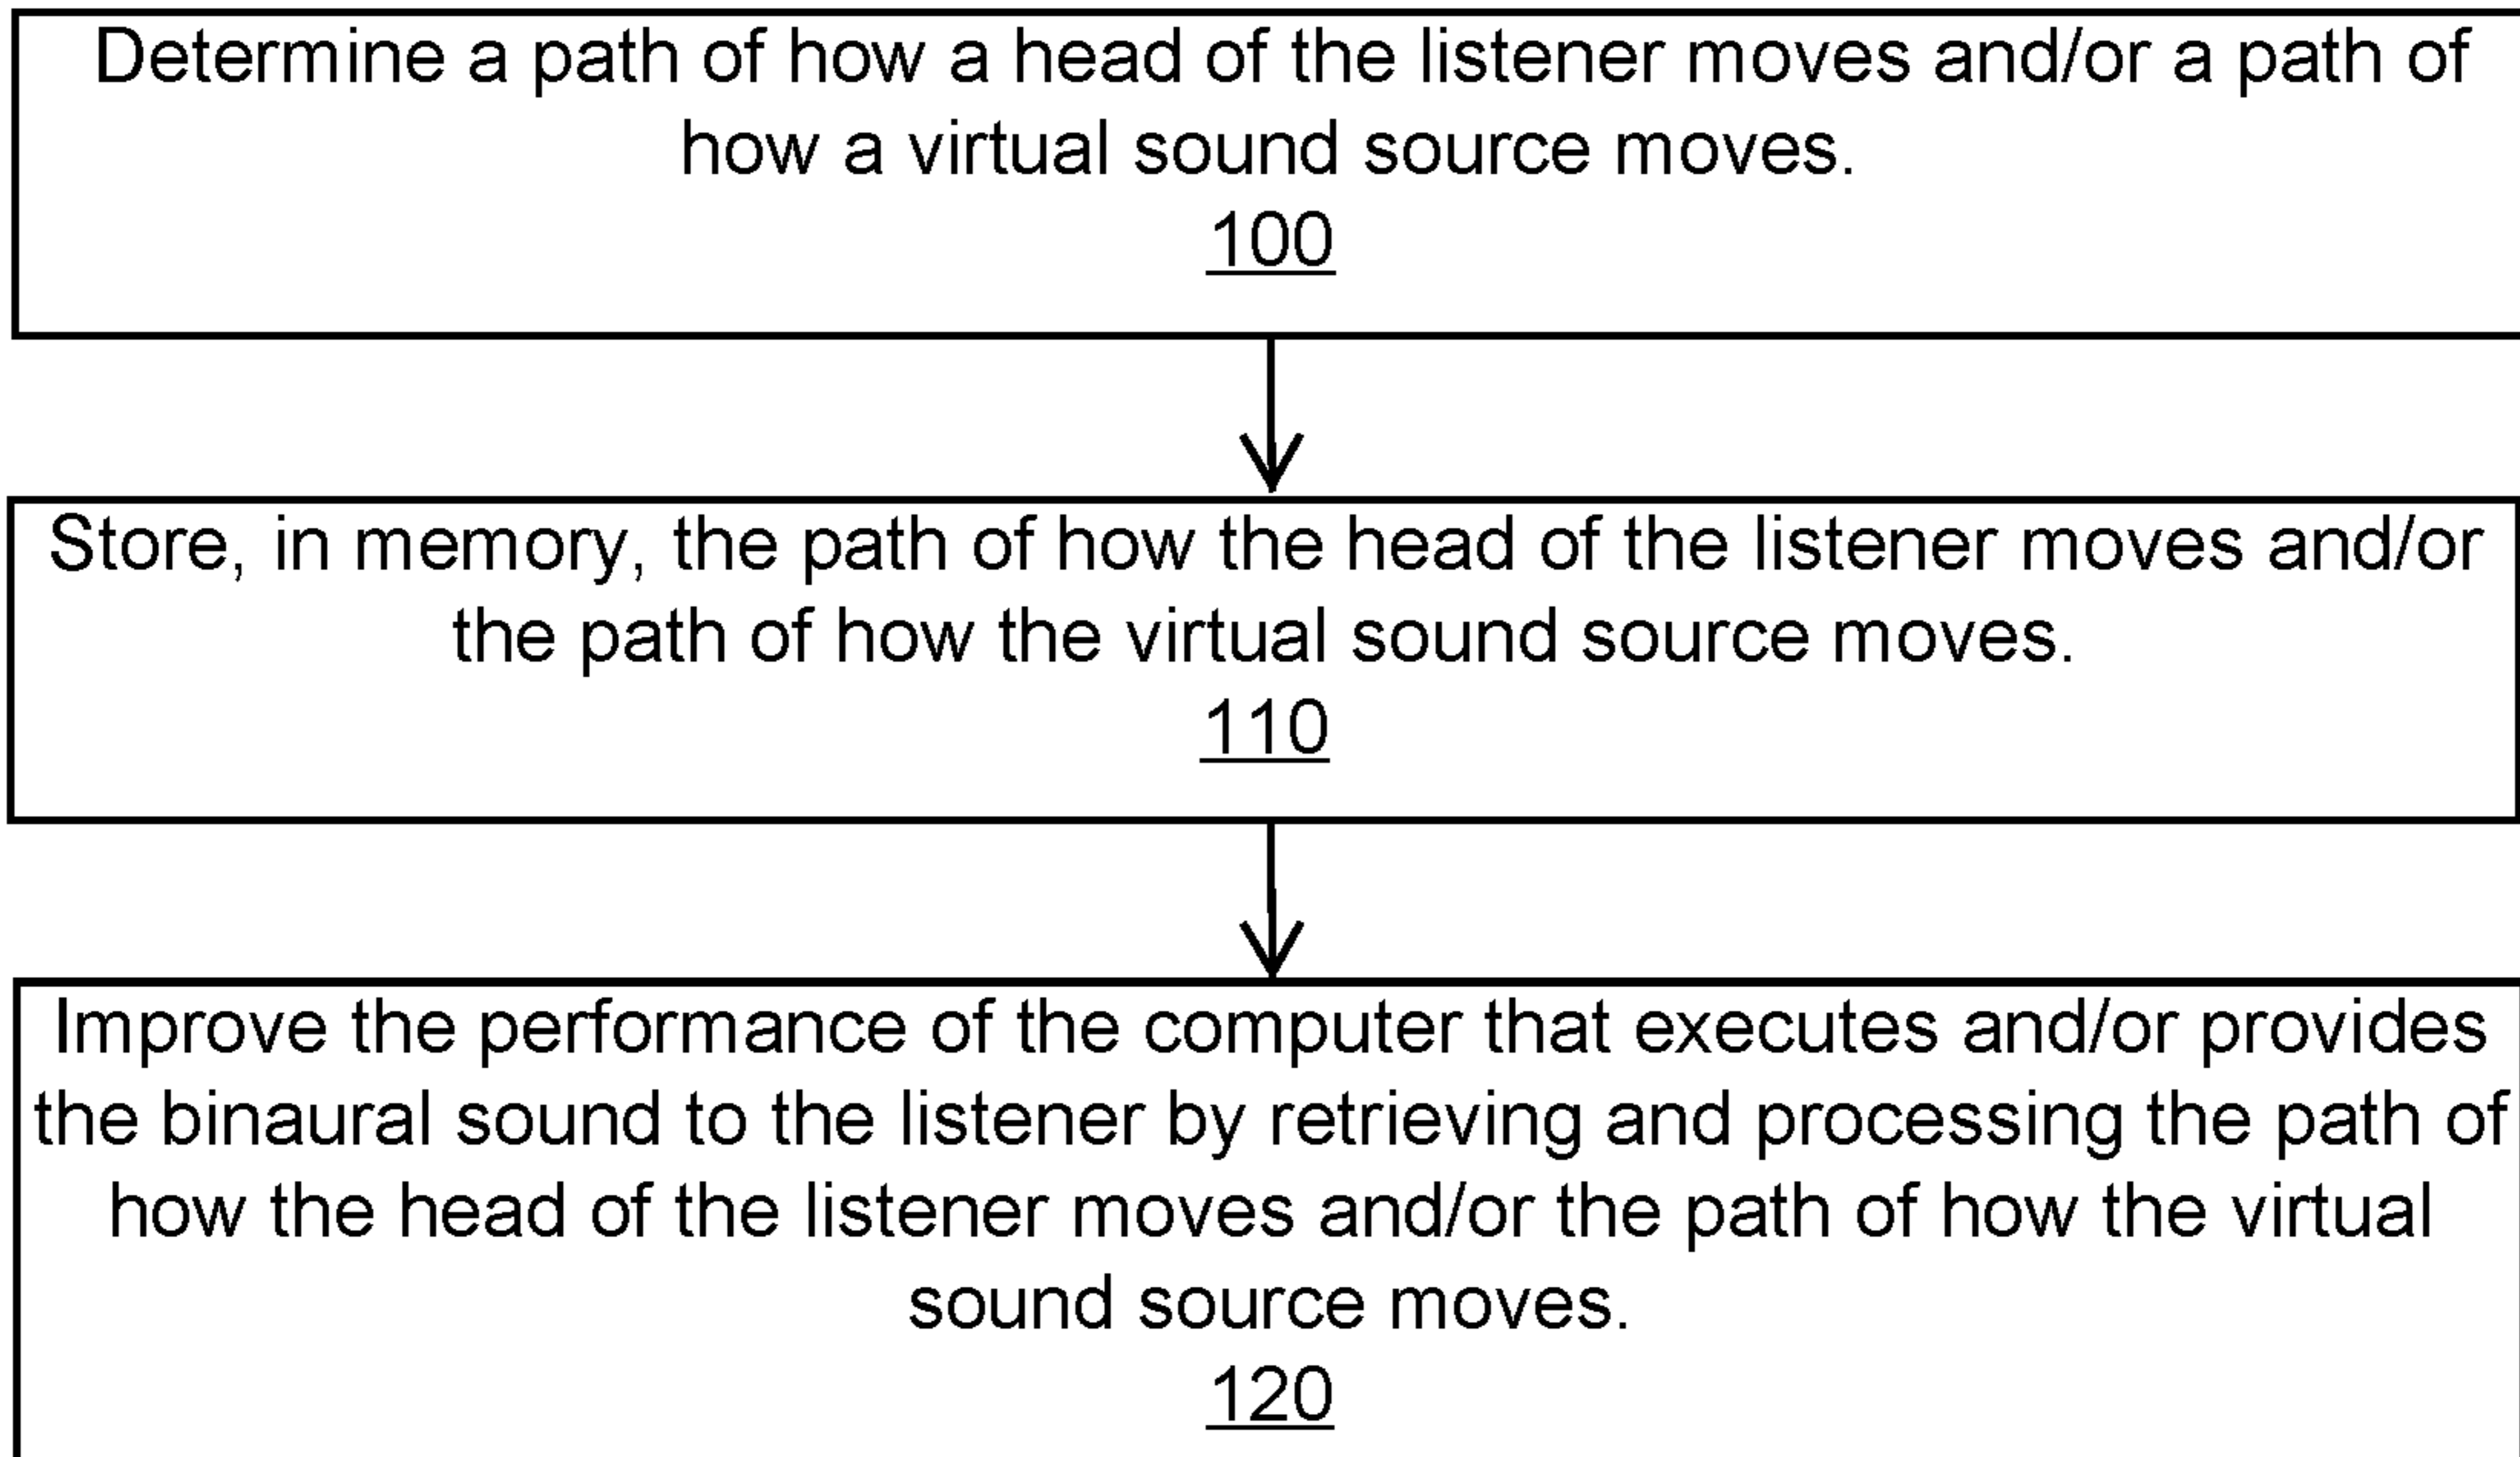 Determine a path of how a head of the listener moves and/or a path of
how a virtual sound source moves.
100
Store, in memory, the path of how the head of the listener moves and/or
the path of how the virtual sound source moves.
110
Improve the performance of the computer that executes and/or provides
the binaural sound to the listener by retrieving and processing the path of
how the head of the listener moves and/or the path of how the virtual
sound source moves.
120